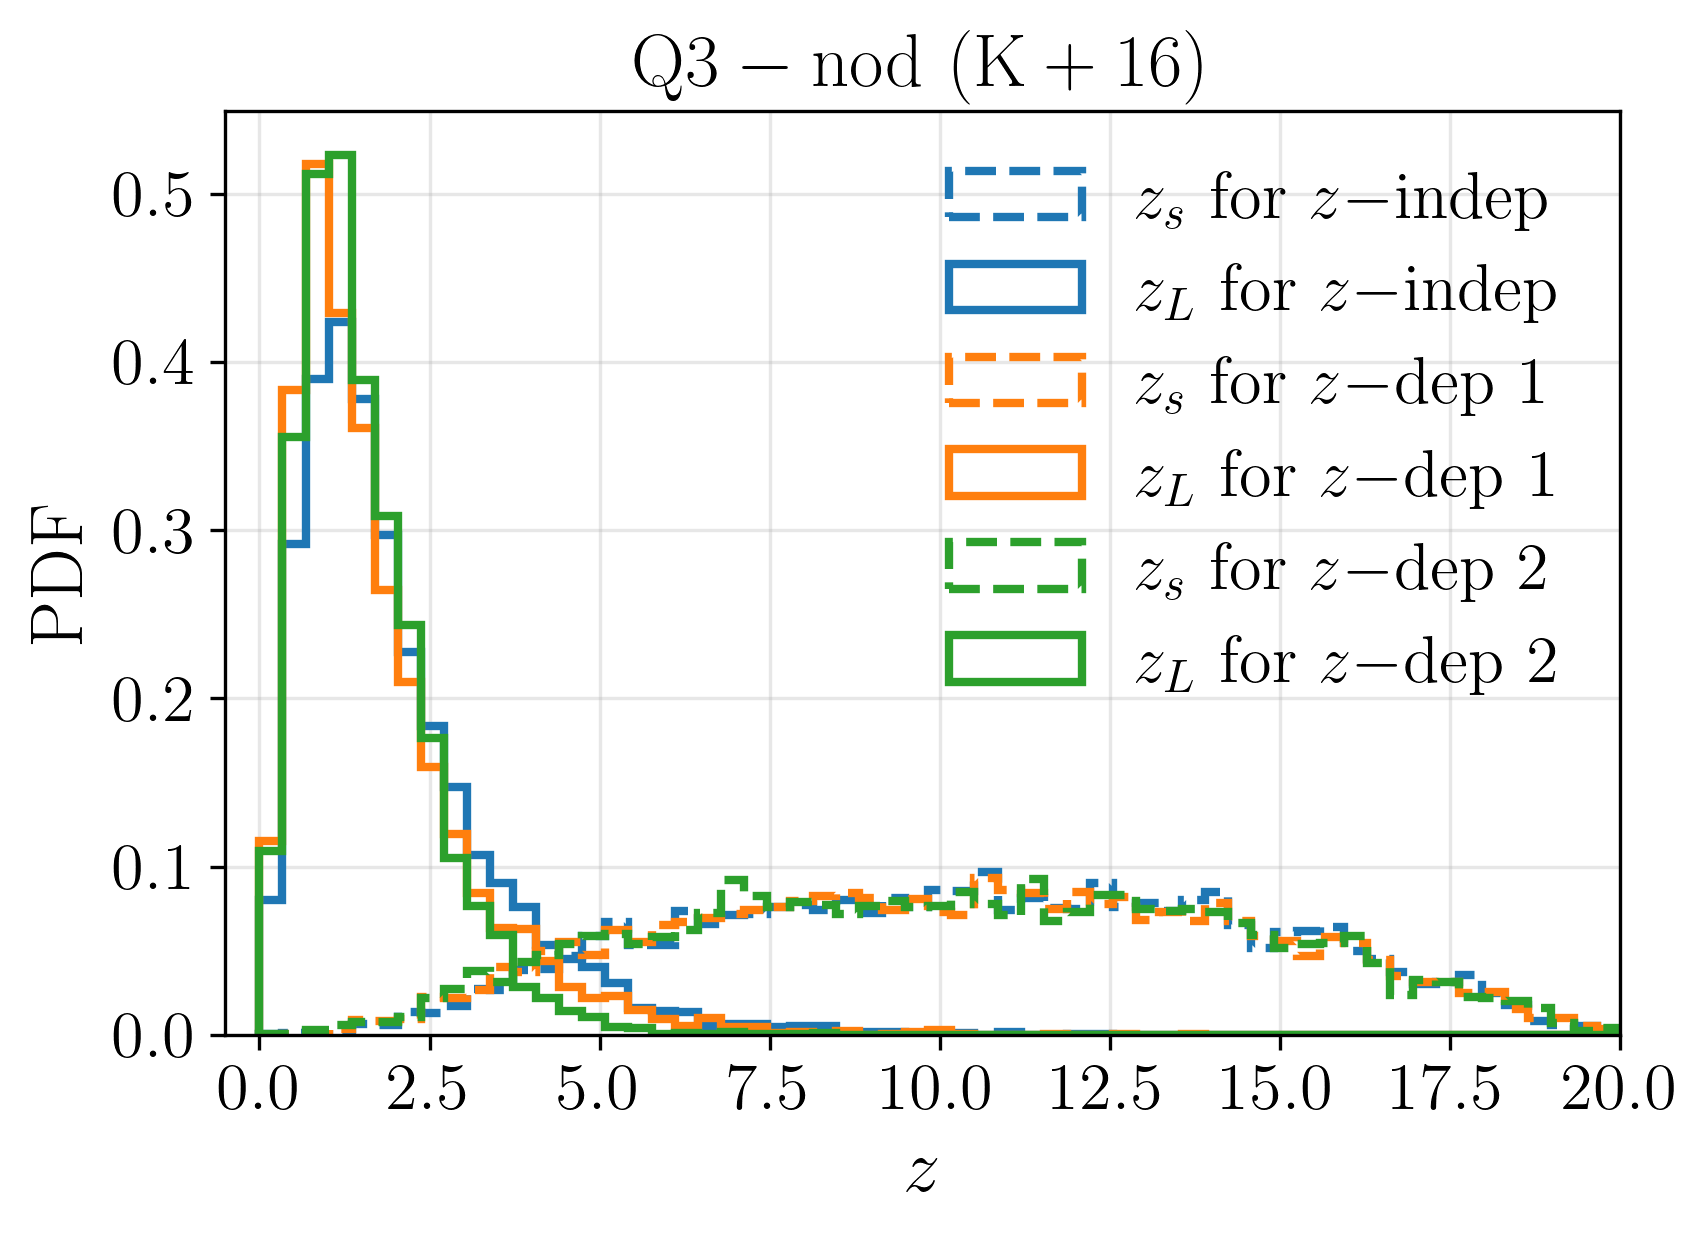 Q3 − nod (K + 16)
z_s for z−indep
z_L for z−indep
z_s for z−dep 1
z_L for z−dep 1
z_s for z−dep 2
z_L for z−dep 2
PDF
0.5
0.4
0.3
0.2
0.1
0.0
0.0 2.5 5.0 7.5 10.0 12.5 15.0 17.5 20.0
z